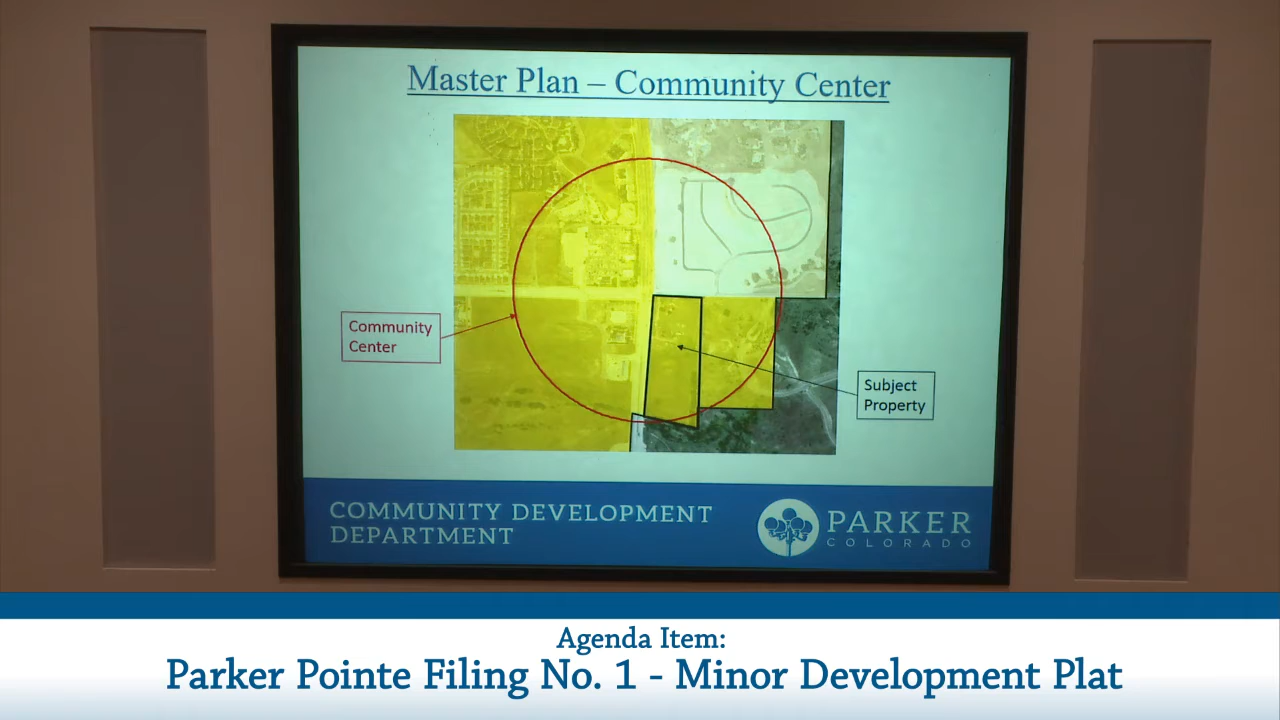 Master Plan – Community Center
Community
Center
Subject
Property
COMMUNITY DEVELOPMENT
DEPARTMENT
PARKER
COLORADO
Agenda Item:
Parker Pointe Filing No. 1 - Minor Development Plat